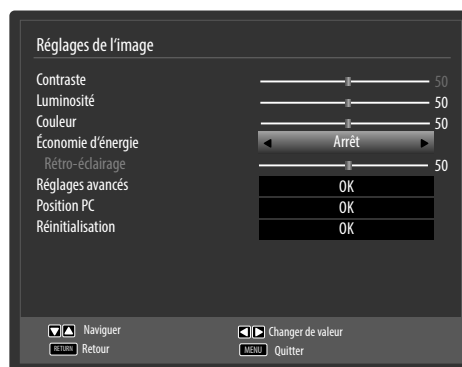 Réglages de l'image
Contraste 50
Luminosité 50
Couleur 50
Économie d'énergie Arrêt
Rétro-éclairage 50
Réglages avancés OK
Position PC OK
Réinitialisation OK
Naviguer Changer de valeur
RETURN Retour MENU Quitter